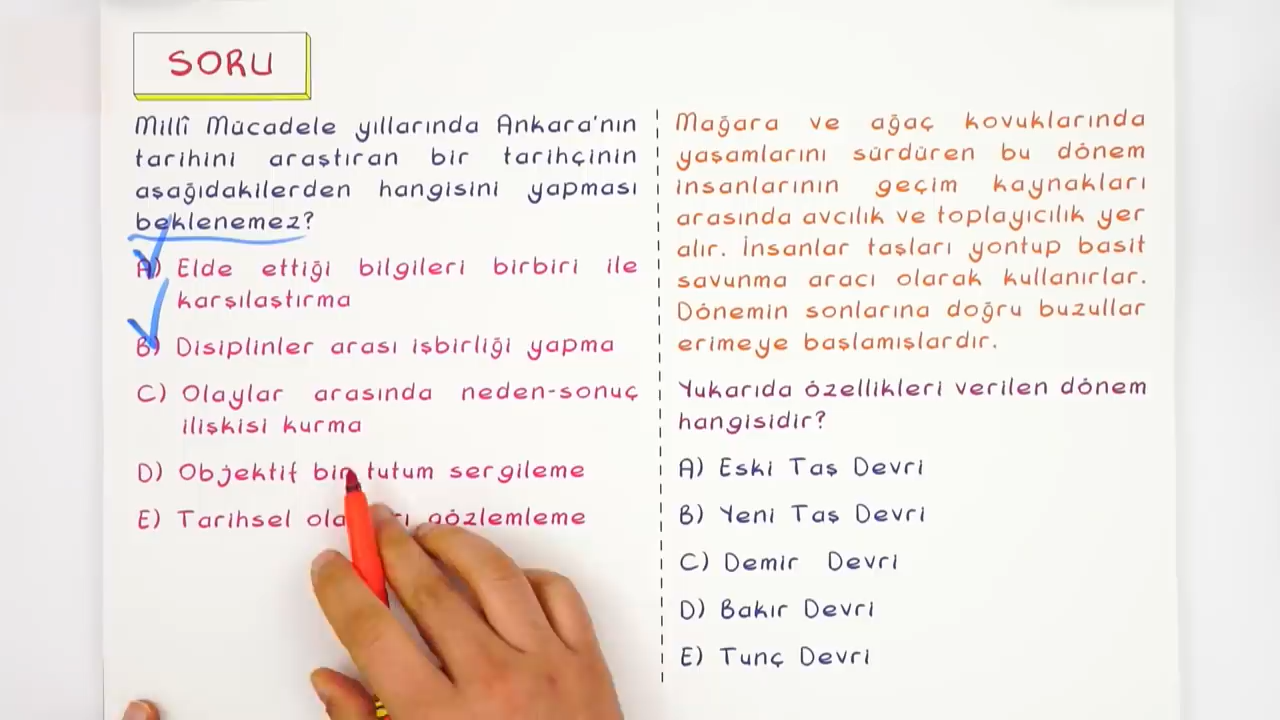 SORU
Millî Mücadele yıllarında Ankara'nın
tarihini araştıran bir tarihçinin
aşağıdakilerden hangisini yapması
beklenemez?
A) Elde ettiği bilgileri birbiri ile
karşılaştırma
B) Disiplinler arası işbirliği yapma
C) Olaylar arasında neden-sonuç
ilişkisi kurma
D) Objektif bir tutum sergileme
E) Tarihsel gözlemleme
Mağara ve ağaç kovuklarında
yaşamlarını sürdüren bu dönem
insanlarının geçim kaynakları
arasında avcılık ve toplayıcılık yer
alır. İnsanlar taşları yontup basit
savunma aracı olarak kullanırlar.
Dönemin sonlarına doğru buzullar
erimeye başlamışlardır.
Yukarıda özellikleri verilen dönem
hangisidir?
A) Eski Taş Devri
B) Yeni Taş Devri
C) Demir Devri
D) Bakır Devri
E) Tunç Devri